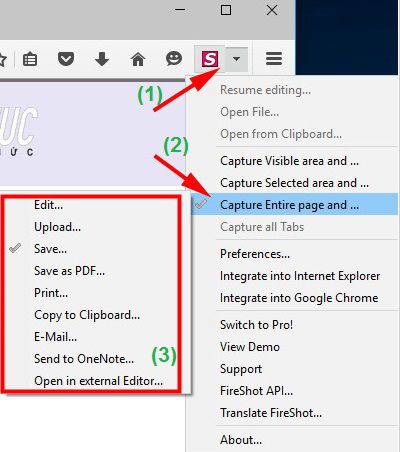 S
(1)
Resume editing...
Open File...
Open from Clipboard...
ỨC
HỨC
(2)
Capture Visible area and ...
Capture Selected area and ...
Capture Entire page and ...
Capture all Tabs
Edit...
Upload...
Save...
Save as PDF...
Print...
Copy to Clipboard...
E-Mail...
Send to OneNote...
Open in external Editor...
(3)
Preferences...
Integrate into Internet Explorer
Integrate into Google Chrome
Switch to Pro!
View Demo
Support
FireShot API...
Translate FireShot...
About...